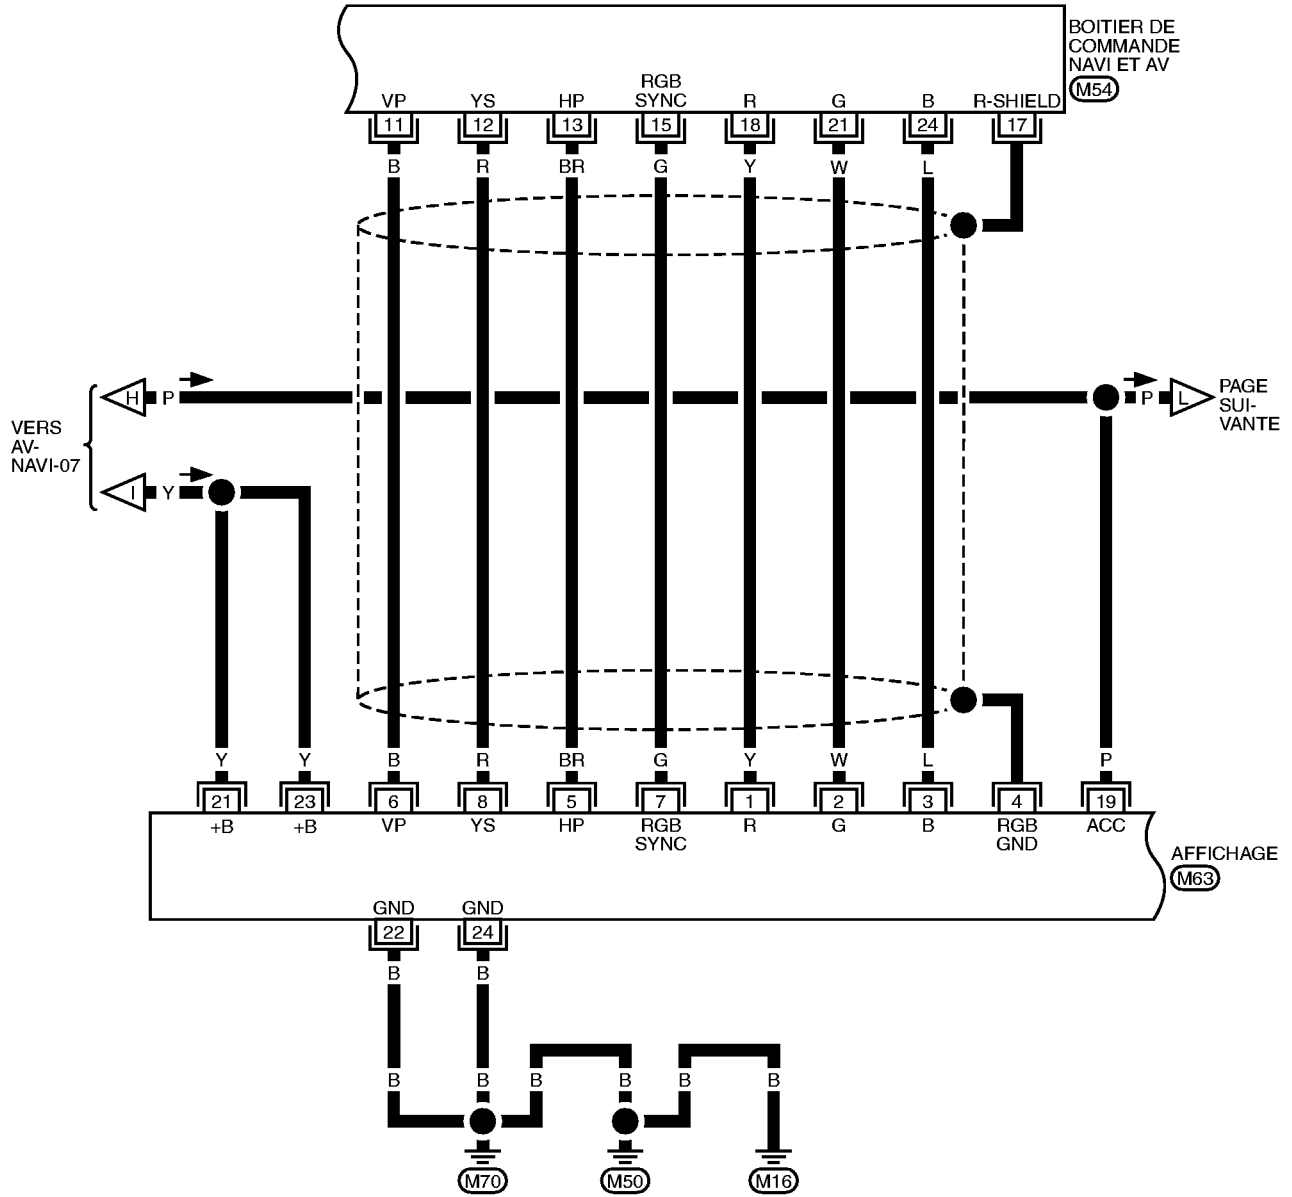 BOITIER DE
COMMANDE
NAVI ET AV
M54
VP YS HP RGB SYNC R G B R-SHIELD
11 12 13 15 18 21 24 17
B R BR G Y W L
VERS
AV-
NAVI-07
H P
P L
PAGE
SUI-
VANTE
I Y
Y Y B R BR G Y W L P
21 23 6 8 5 7 1 2 3 4 19
+B +B VP YS HP RGB SYNC R G B RGB GND ACC
AFFICHAGE
M63
GND GND
22 24
B B
B B B B B B
M70 M50 M16